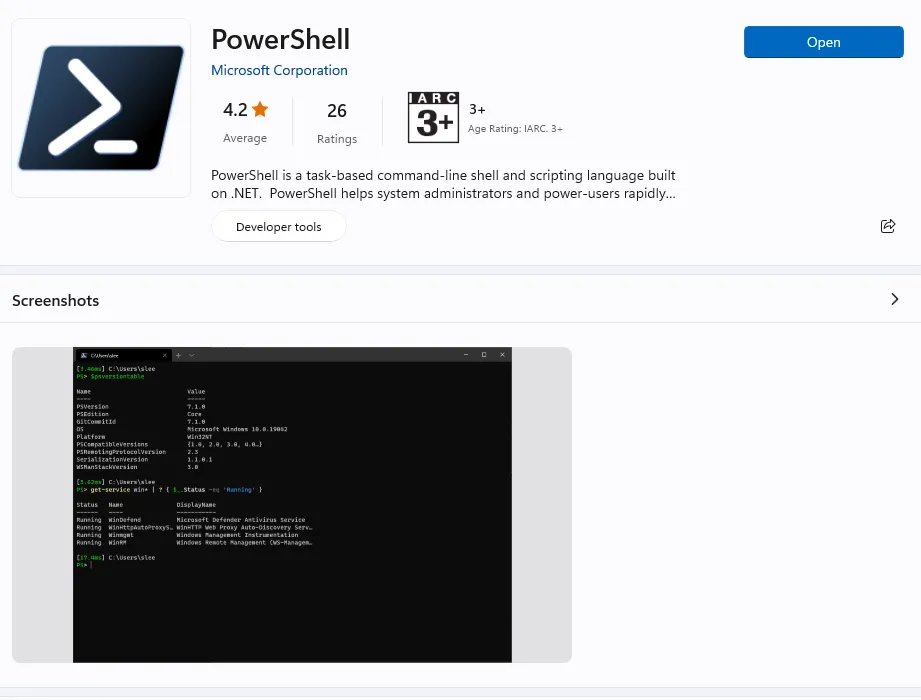 PowerShell
Open
Microsoft Corporation
4.2
Average
26
Ratings
IARC
3+
3+
Age Rating: IARC. 3+
PowerShell is a task-based command-line shell and scripting language built
on .NET.  PowerShell helps system administrators and power-users rapidly...
Developer tools
Screenshots
C:\Users\slee
[3.46ms] C:\Users\slee
PS> $psversiontable
Name Value
---- -----
PSVersion 7.1.0
PSEdition Core
GitCommitId 7.1.0
OS Microsoft Windows 10.0.19042
Platform Win32NT
PSCompatibleVersions {1.0, 2.0, 3.0, 4.0…}
PSRemotingProtocolVersion 2.3
SerializationVersion 1.1.0.1
WSManStackVersion 3.0
C:\Users\slee
PS> get-service win* | ? { $_.Status -eq 'Running' }
Status Name DisplayName
------ ---- -----------
Running WinDefend Microsoft Defender Antivirus Service
Running WinHttpAutoProxyS… WinHTTP Web Proxy Auto-Discovery Serv…
Running Winmgmt Windows Management Instrumentation
Running WinRM Windows Remote Management (WS-Managem…
C:\Users\slee
PS>